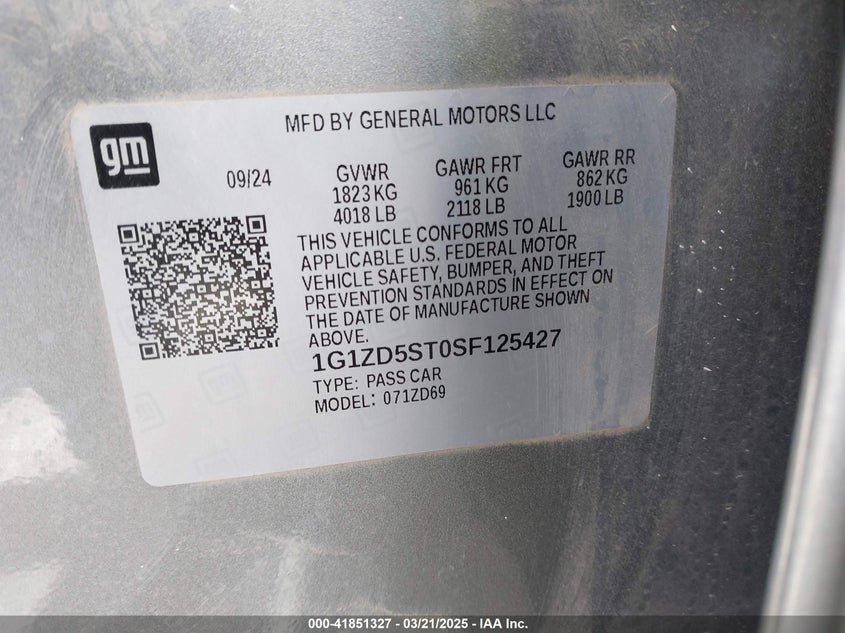 MFD BY GENERAL MOTORS LLC
gm
09/24
GVWR
1823 KG
4018 LB
GAWR FRT
961 KG
2118 LB
GAWR RR
862 KG
1900 LB
THIS VEHICLE CONFORMS TO ALL
APPLICABLE U.S. FEDERAL MOTOR
VEHICLE SAFETY, BUMPER, AND THEFT
PREVENTION STANDARDS IN EFFECT ON
THE DATE OF MANUFACTURE SHOWN
ABOVE.
1G1ZD5ST0SF125427
TYPE: PASS CAR
MODEL: 071ZD69
000-41851327 - 03/21/2025 - IAA Inc.